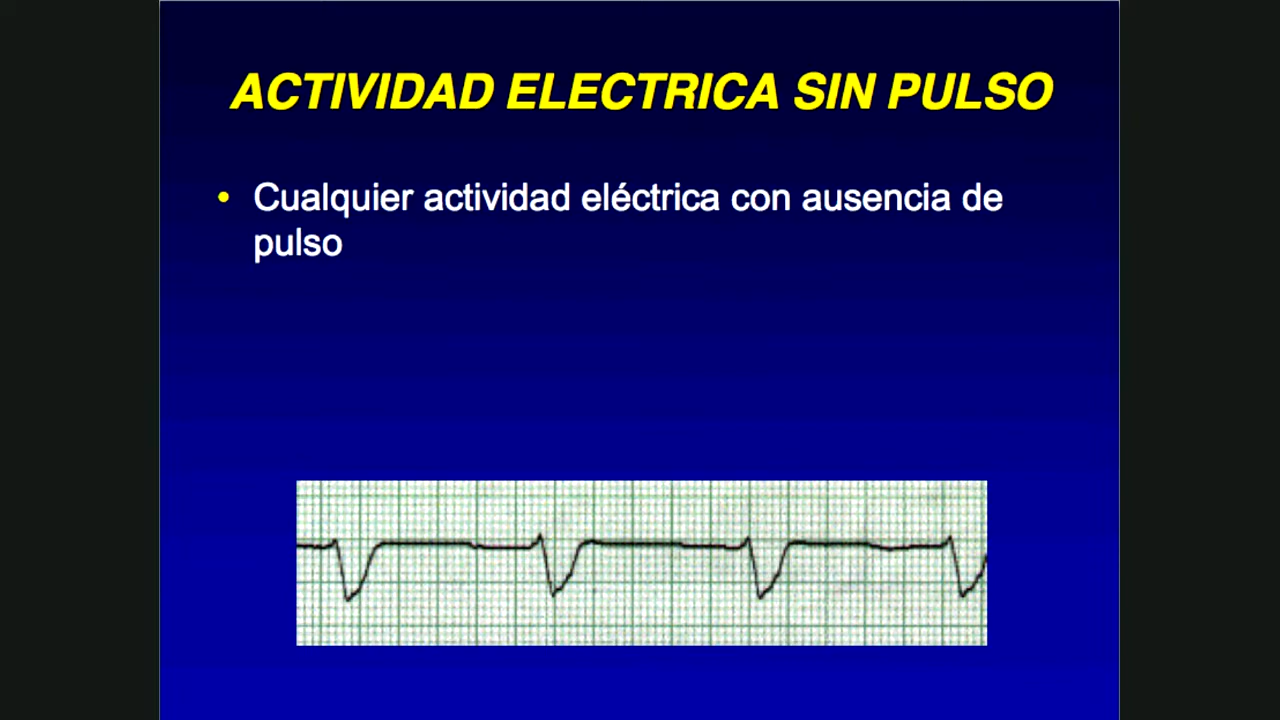 ACTIVIDAD ELECTRICA SIN PULSO
• Cualquier actividad eléctrica con ausencia de
pulso